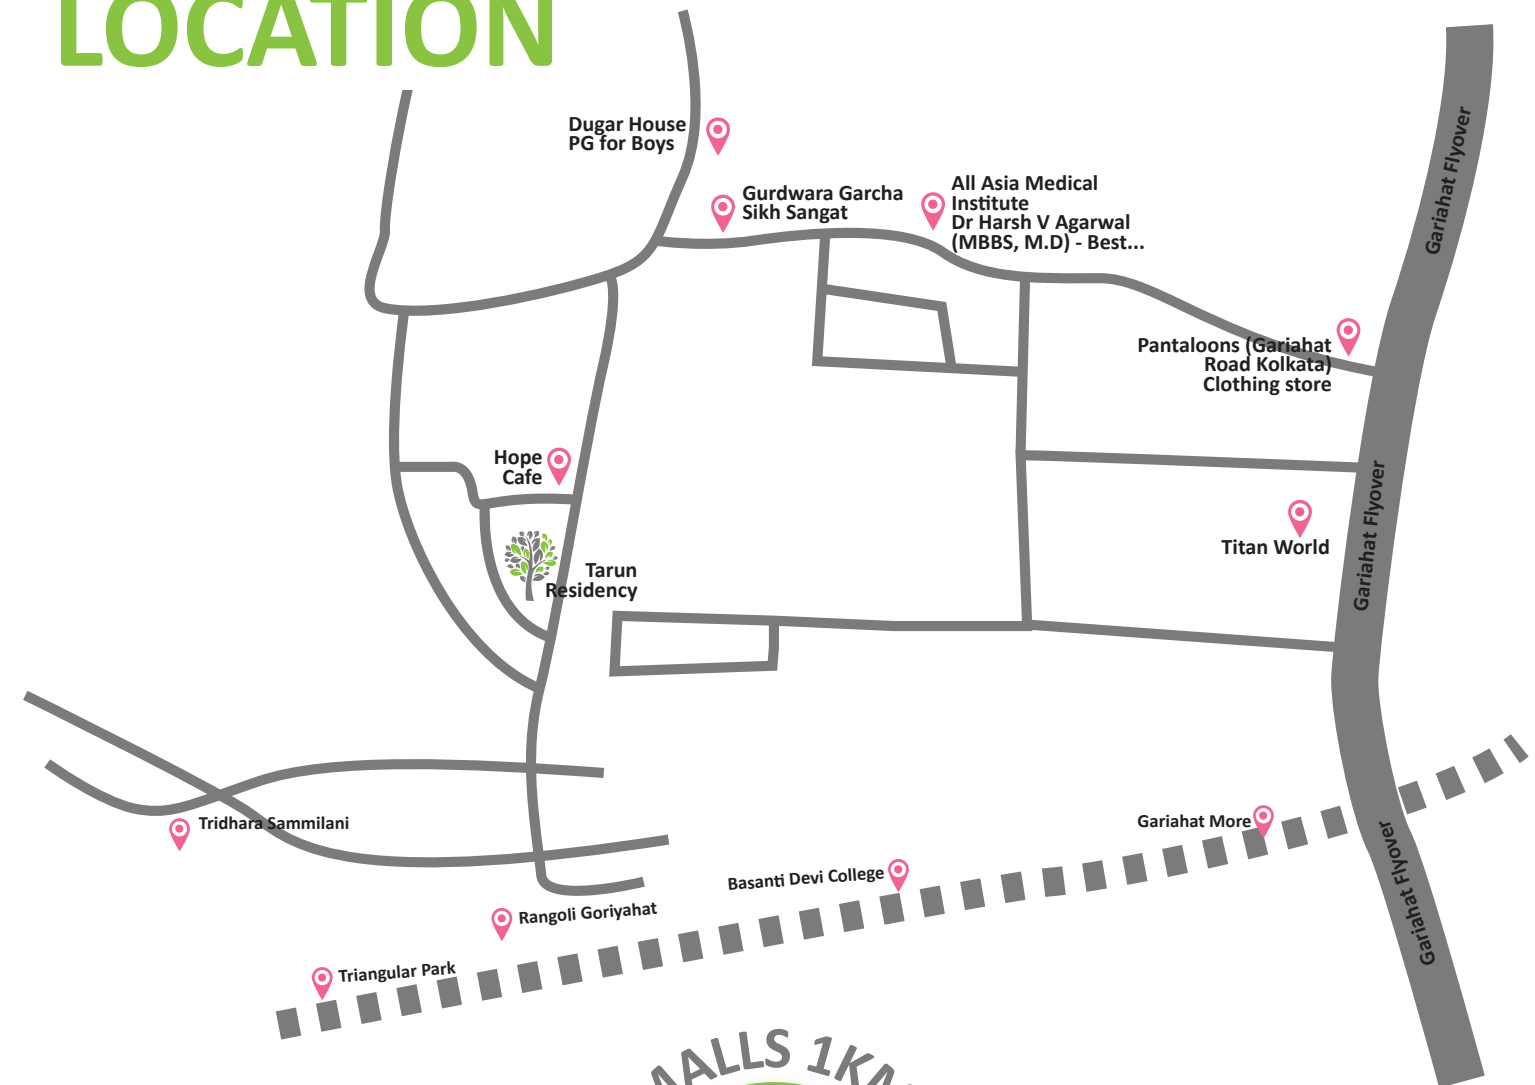 LOCATION
Dugar House
PG for Boys
Gurdwara Garcha
Sikh Sangat
All Asia Medical
Institute
Dr Harsh V Agarwal
(MBBS, M.D) - Best...
Gariahat Flyover
Pantaloons (Gariahat
Road Kolkata)
Clothing store
Hope
Cafe
Gariahat Flyover
Titan World
Tarun
Residency
Tridhara Sammilani
Gariahat More
Gariahat Flyover
Basanti Devi College
Rangoli Goriyahat
Triangular Park
MALLS 1KM